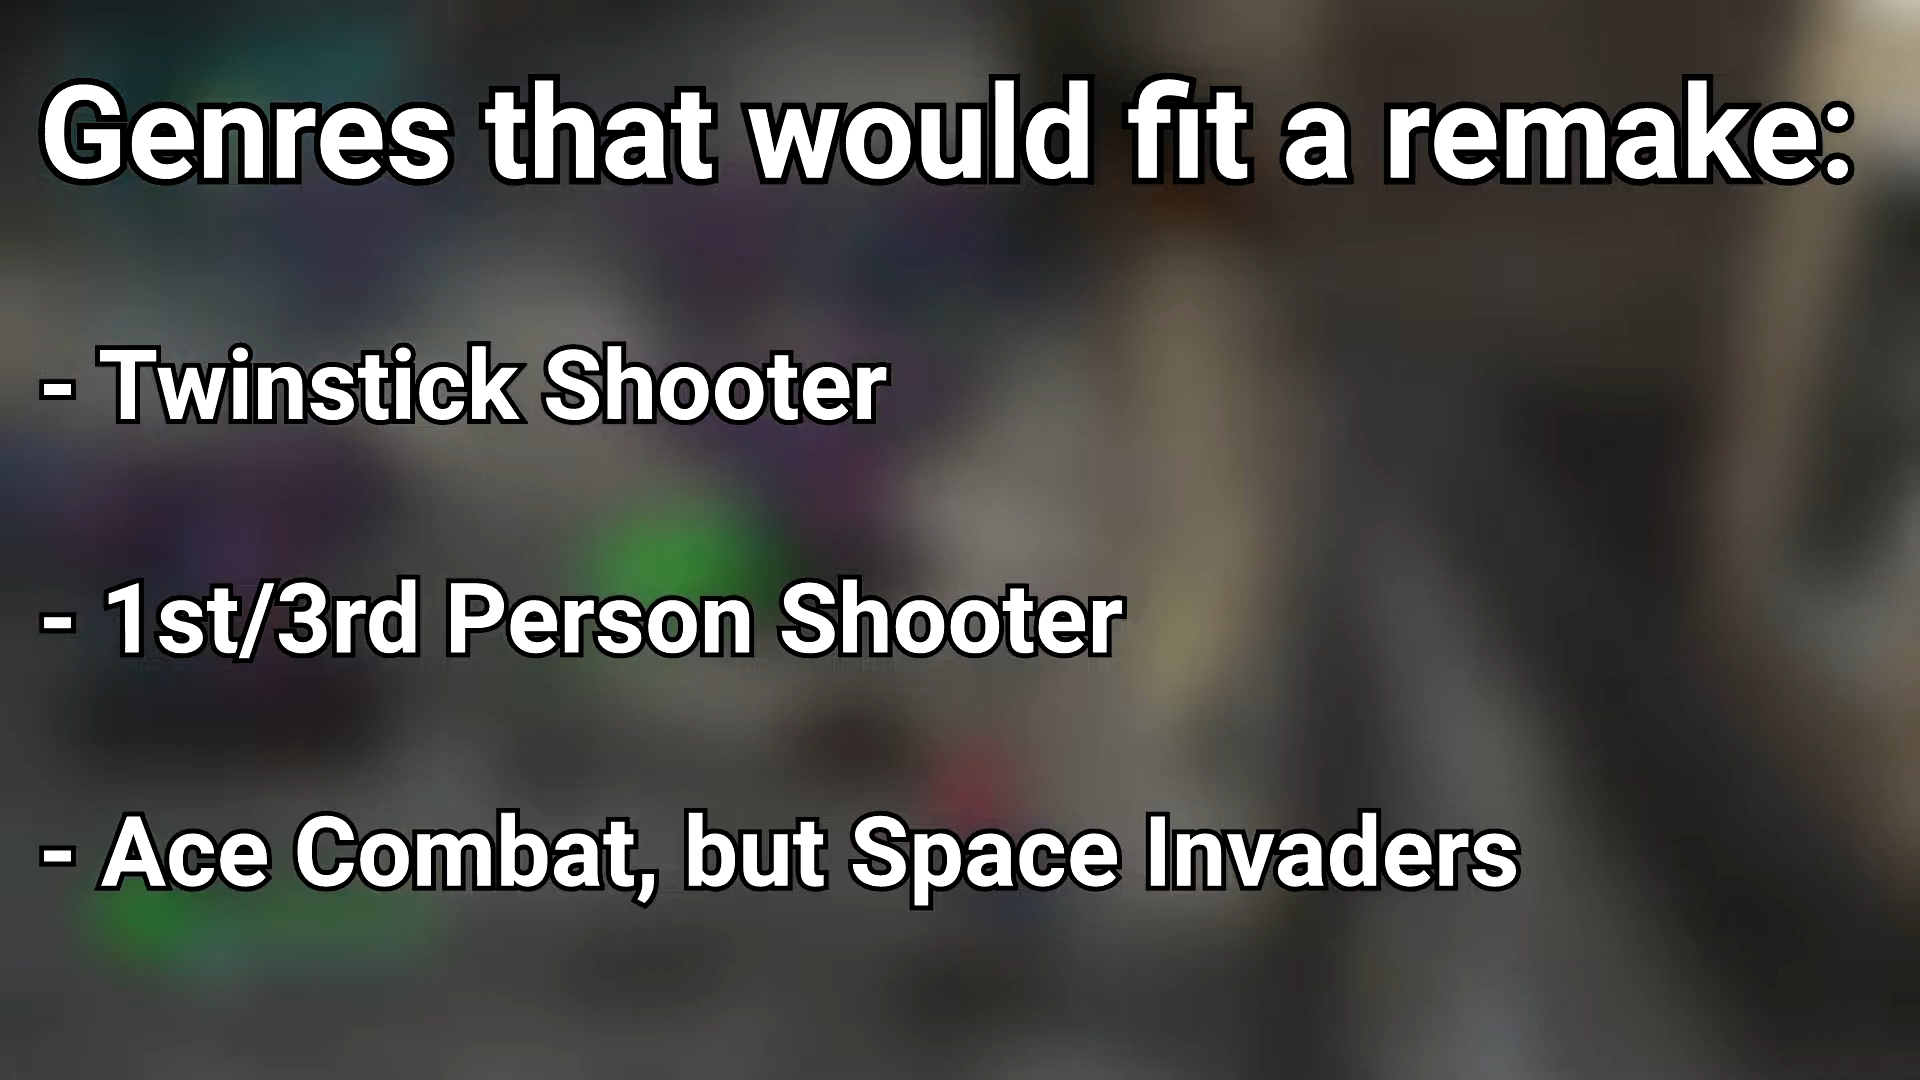 Genres that would fit a remake:
- Twinstick Shooter
- 1st/3rd Person Shooter
- Ace Combat, but Space Invaders